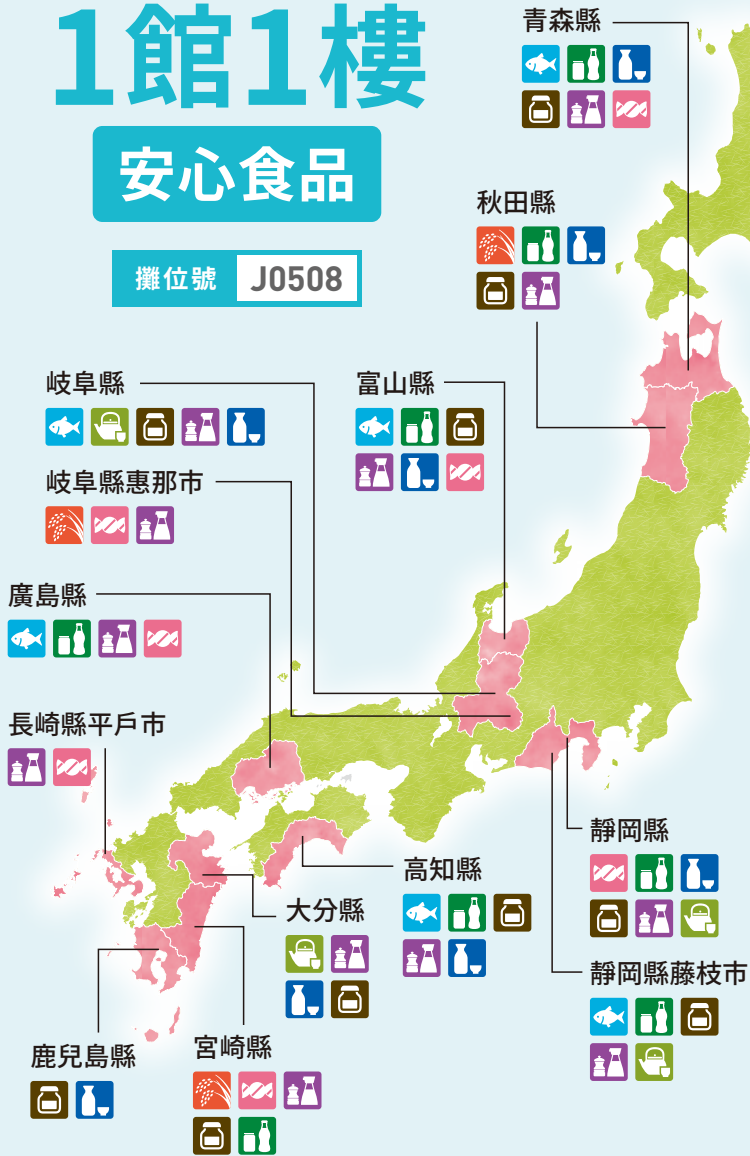 1館1樓
安心食品
攤位號 J0508
青森縣
秋田縣
岐阜縣
富山縣
岐阜縣惠那市
廣島縣
長崎縣平戶市
靜岡縣
高知縣
大分縣
靜岡縣藤枝市
宮崎縣
鹿兒島縣